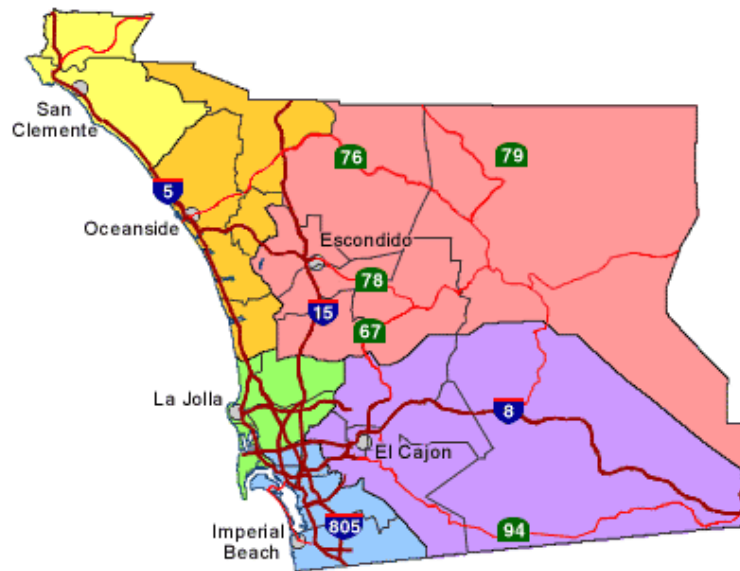 San
Clemente
76
79
5
Oceanside
Escondido
78
15
67
La Jolla
8
El Cajon
Imperial
Beach
805
94